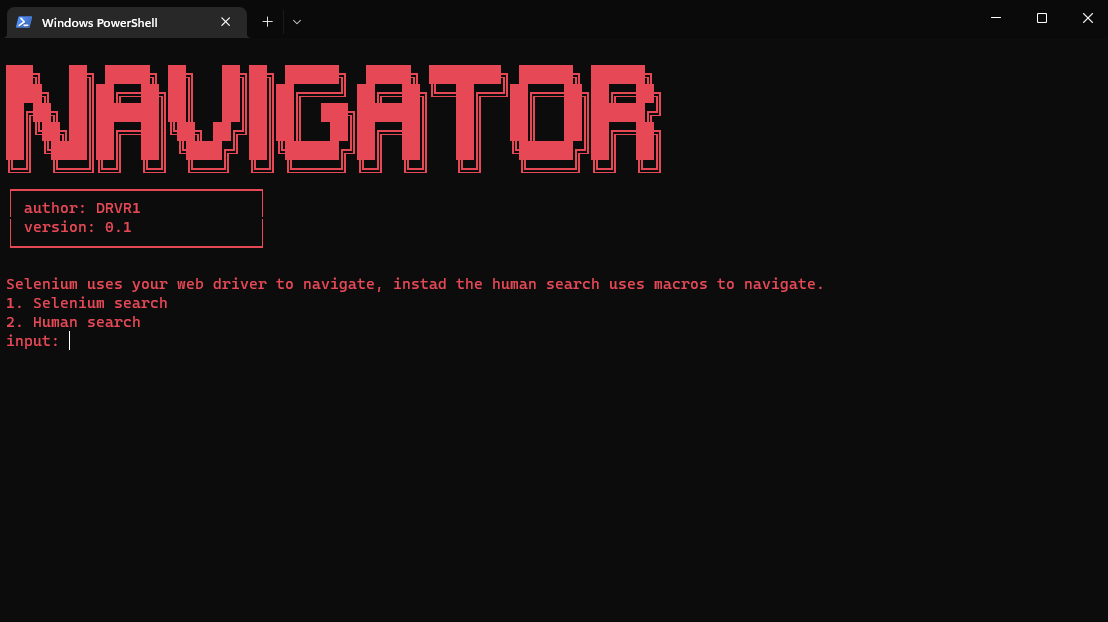 Windows PowerShell
NAVIGATOR
author: DRVR1
version: 0.1
Selenium uses your web driver to navigate, instad the human search uses macros to navigate.
1. Selenium search
2. Human search
input: